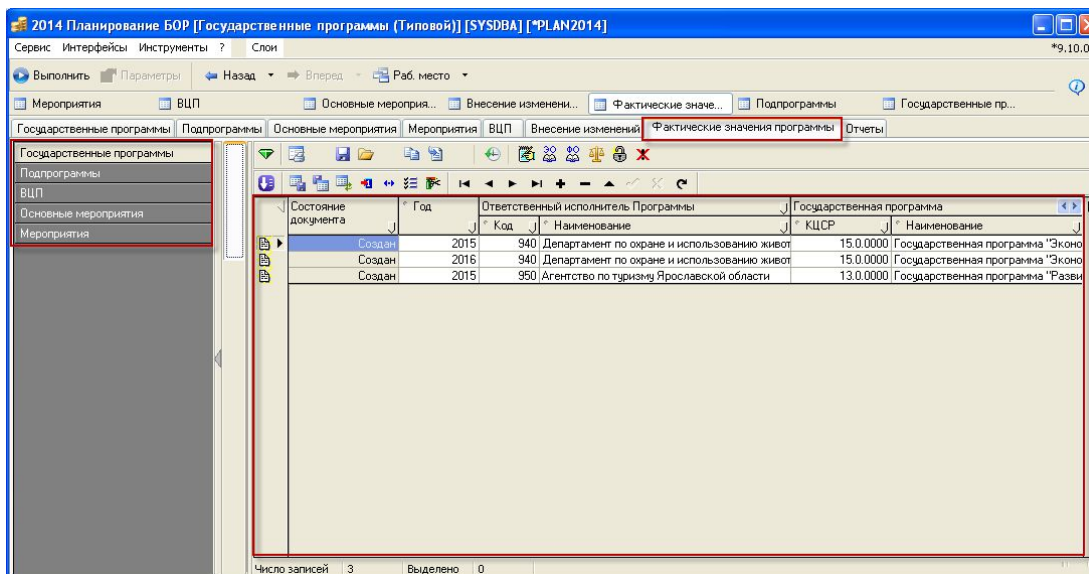 2014 Планирование БОР [Государственные программы (Типовой)] [SYSDBA] [*PLAN2014]
Сервис Интерфейсы Инструменты ? Слои *9.10.0
Выполнить Параметры Назад Вперед Раб. место
Мероприятия ВЦП Основные мероприя... Внесение изменени... Фактические значе... Подпрограммы Государственные пр...
Государственные программы Подпрограммы Основные мероприятия Мероприятия ВЦП Внесение изменений Фактические значения программы Отчеты
Государственные программы
Подпрограммы
ВЦП
Основные мероприятия
Мероприятия
Состояние документа Год Ответственный исполнитель Программы Государственная программа
Код Наименование КЦСР Наименование
Создан 2015 940 Департамент по охране и использованию живот 15.0.0000 Государственная программа "Эконо
Создан 2016 940 Департамент по охране и использованию живот 15.0.0000 Государственная программа "Эконо
Создан 2015 950 Агентство по туризму Ярославской области 13.0.0000 Государственная программа "Разви
Число записей 3 Выделено 0